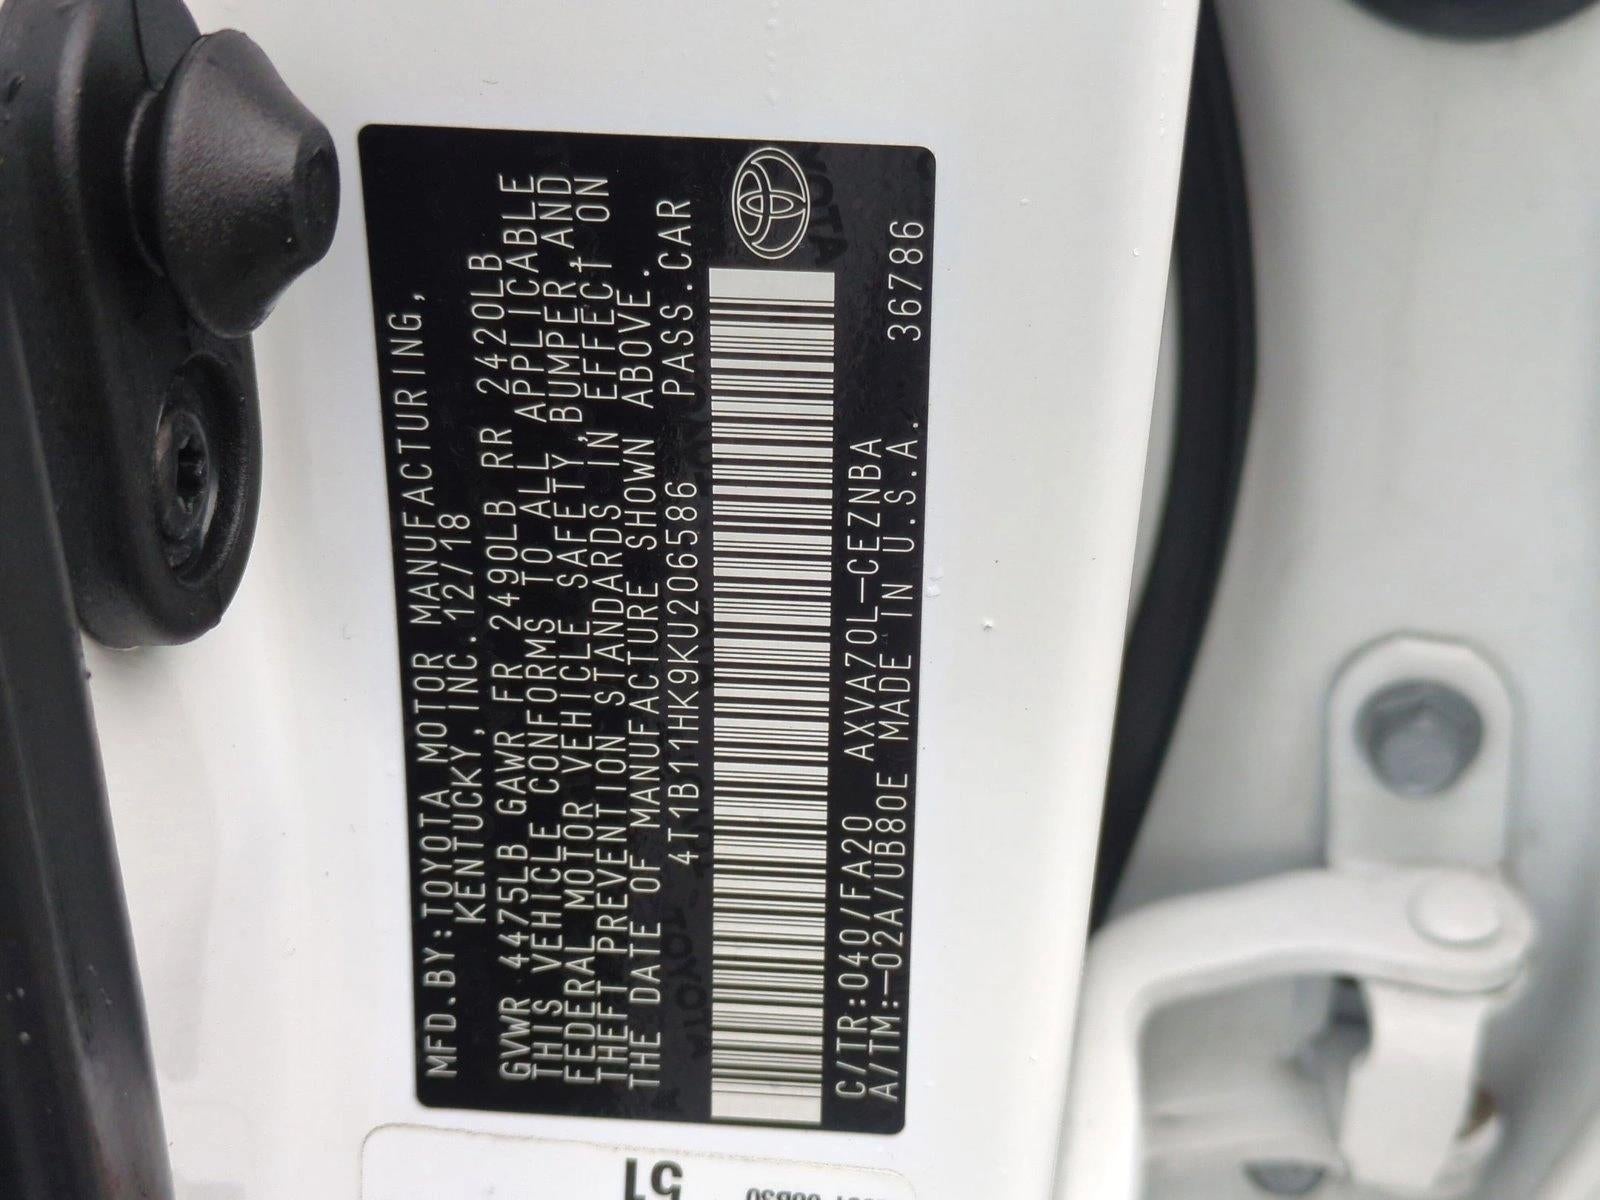 MFD.BY:TOYOTA MOTOR MANUFACTURING,
KENTUCKY,INC.12/18
GVWR 4475LB GAWR FR 2490LB RR 2420LB
THIS VEHICLE CONFORMS TO ALL APPLICABLE
FEDERAL MOTOR VEHICLE SAFETY,BUMPER,AND
THEFT PREVENTION STANDARDS IN EFFECT ON
THE DATE OF MANUFACTURE SHOWN ABOVE.
4T1B11HK9KU206586 PASS.CAR
C/TR:040/FA20 AXVA70L-CEZNBA
A/TM:-02A/UB80E MADE IN U.S.A. 36786
51